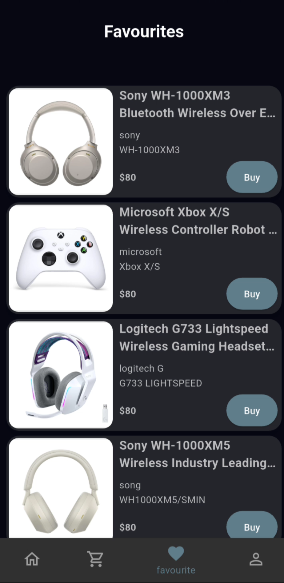 Favourites
Sony WH-1000XM3
Bluetooth Wireless Over E...
sony
WH-1000XM3
$80
Buy
Microsoft Xbox X/S
Wireless Controller Robot ...
microsoft
Xbox X/S
$80
Buy
Logitech G733 Lightspeed
Wireless Gaming Headset...
logitech G
G733 LIGHTSPEED
$80
Buy
Sony WH-1000XM5
Wireless Industry Leading...
song
WH1000XM5/SMIN
$80
Buy
favourite